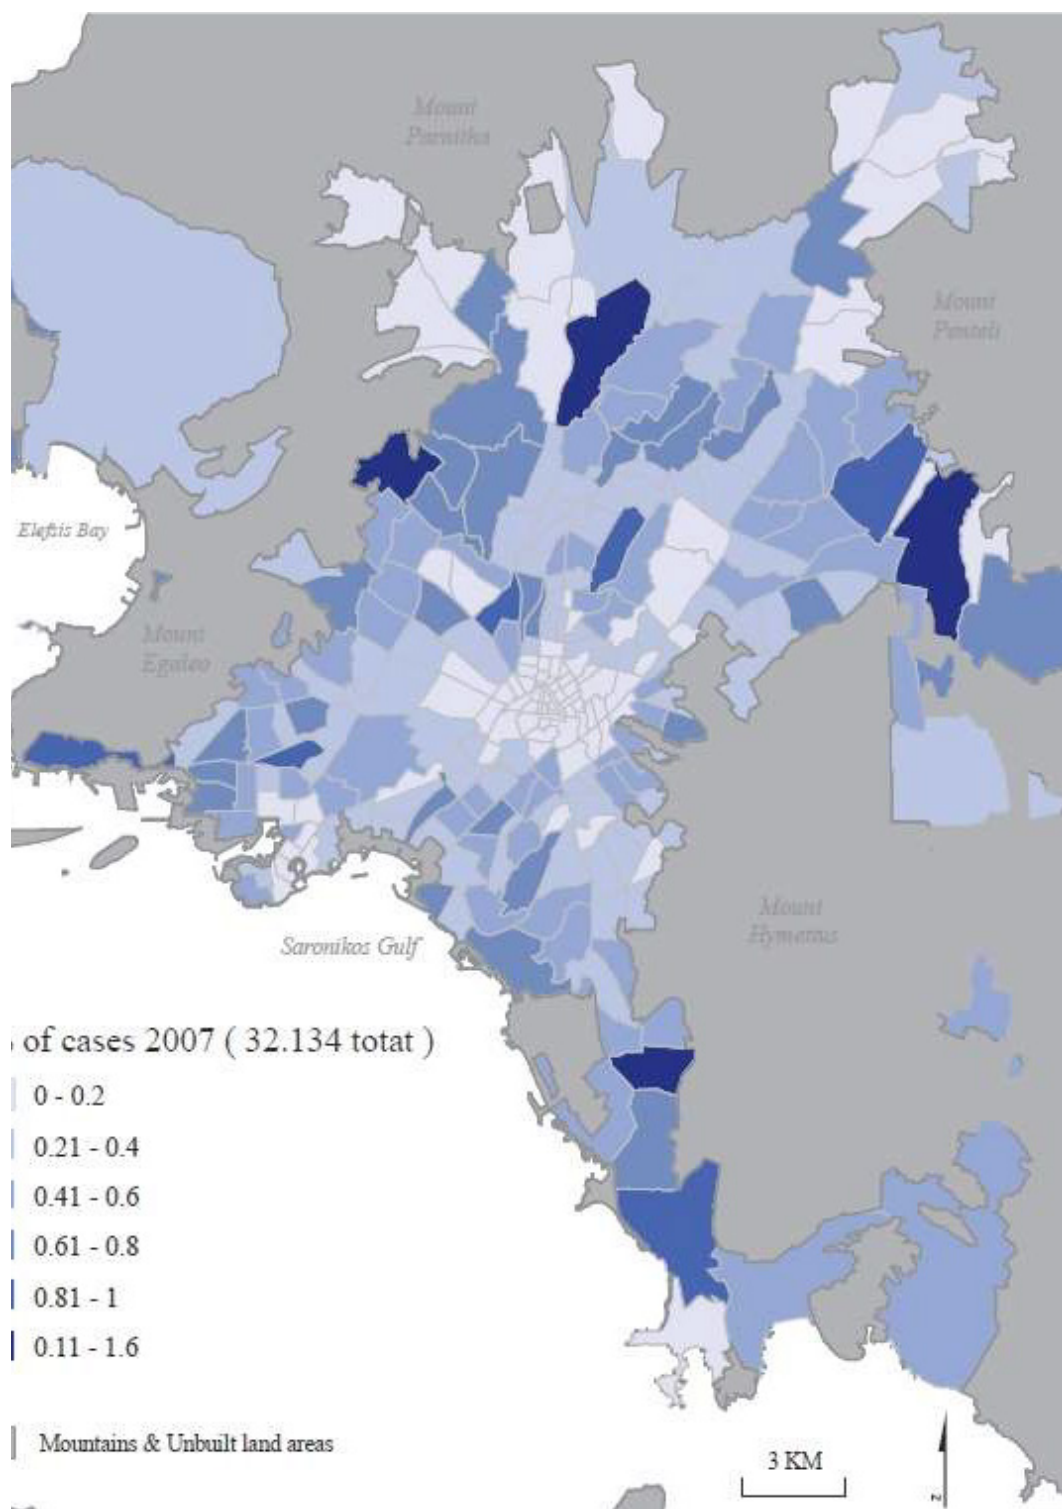 Mount
Parnitha
Mount
Penteli
Elefsis Bay
Mount
Egaleo
Mount
Hymettus
Saronikos Gulf
of cases 2007 ( 32.134 totat )
0 - 0.2
0.21 - 0.4
0.41 - 0.6
0.61 - 0.8
0.81 - 1
0.11 - 1.6
Mountains & Unbuilt land areas
3 KM
z